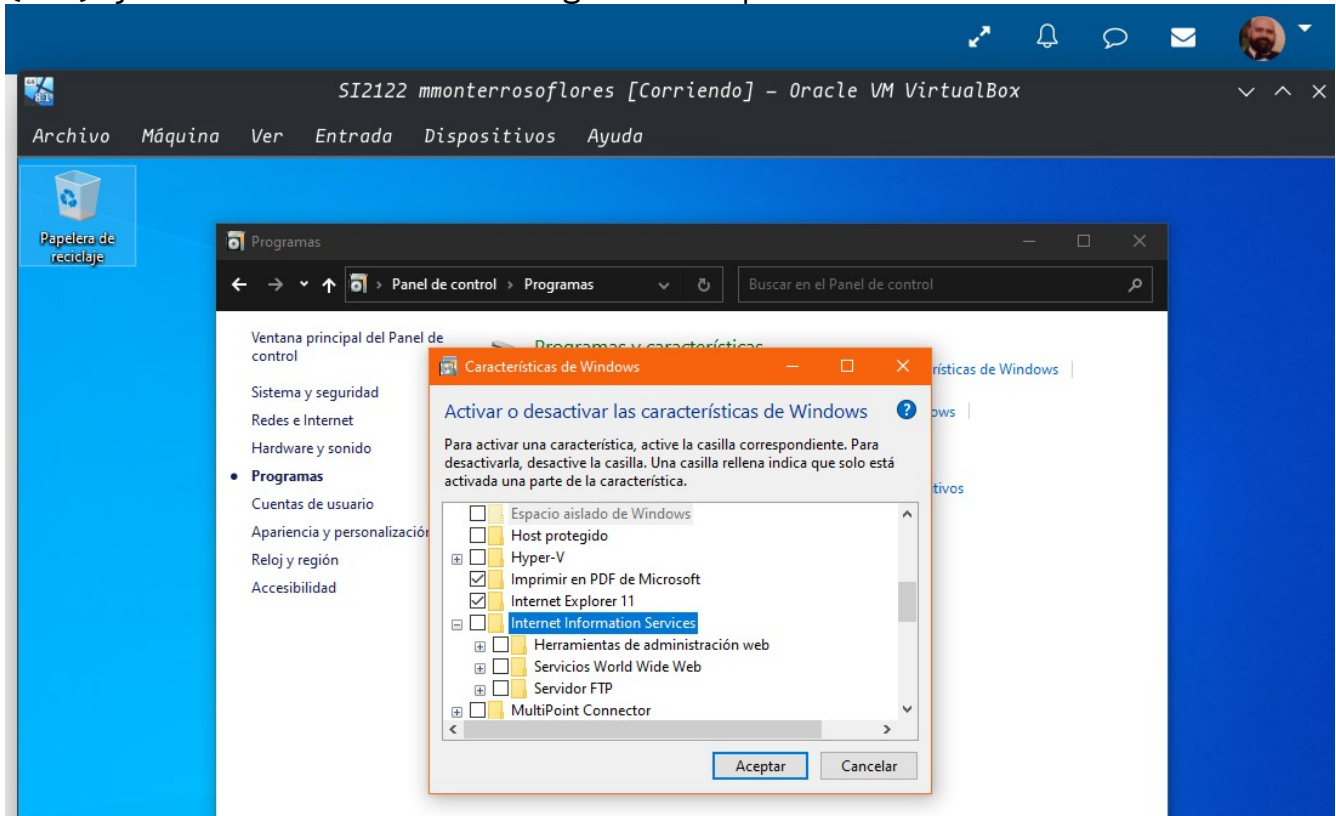 SI2122 mmonterrosoflores [Corriendo] – Oracle VM VirtualBox
Archivo Máquina Ver Entrada Dispositivos Ayuda
Papelera de
reciclaje
Programas
Panel de control > Programas
Buscar en el Panel de control
Ventana principal del Panel de
control
Sistema y seguridad
Redes e Internet
Hardware y sonido
Programas
Cuentas de usuario
Apariencia y personalización
Reloj y región
Accesibilidad
Programas y características
rísticas de Windows
ows
tivos
Características de Windows
Activar o desactivar las características de Windows
Para activar una característica, active la casilla correspondiente. Para
desactivarla, desactive la casilla. Una casilla rellena indica que solo está
activada una parte de la característica.
Espacio aislado de Windows
Host protegido
Hyper-V
Imprimir en PDF de Microsoft
Internet Explorer 11
Internet Information Services
Herramientas de administración web
Servicios World Wide Web
Servidor FTP
MultiPoint Connector
Aceptar Cancelar